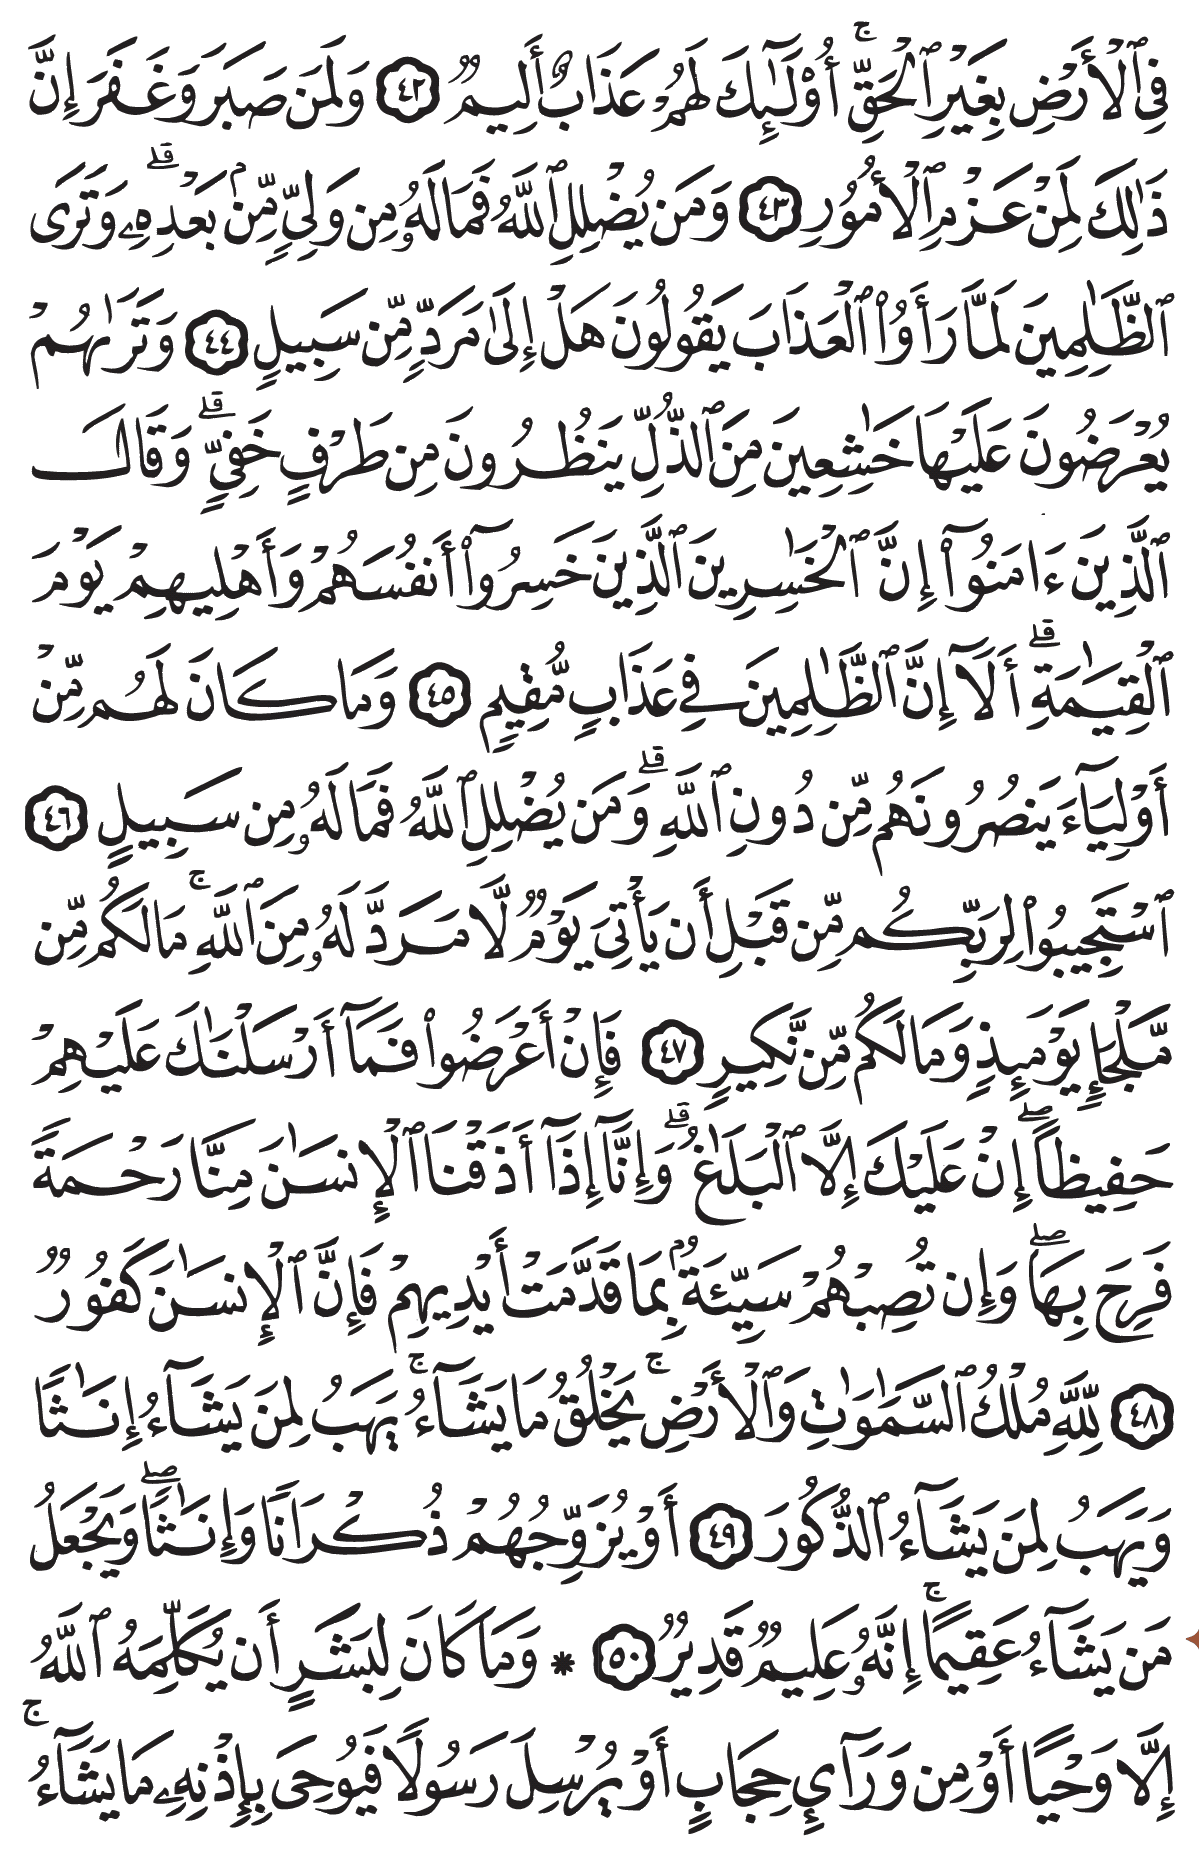 فِى ٱلۡأَرۡضِ بِغَيۡرِ ٱلۡحَقِّۚ أُوْلَـٰٓئِكَ لَهُمۡ عَذَابٌ أَلِيمٌ ٤٢ وَلَمَن صَبَرَ وَغَفَرَ إِنَّ
ذَٰلِكَ لَمِنۡ عَزۡمِ ٱلۡأُمُورِ ٤٣ وَمَن يُضۡلِلِ ٱللَّهُ فَمَا لَهُۥ مِن وَلِىٍّ مِّنۢ بَعۡدِهِۦۗ وَتَرَى
ٱلظَّـٰلِمِينَ لَمَّا رَأَوُاْ ٱلۡعَذَابَ يَقُولُونَ هَلۡ إِلَىٰ مَرَدٍّ مِّن سَبِيلٍ ٤٤ وَتَرَىٰهُمۡ
يُعۡرَضُونَ عَلَيۡهَا خَـٰشِعِينَ مِنَ ٱلذُّلِّ يَنظُرُونَ مِن طَرۡفٍ خَفِىٍّۗ وَقَالَ
ٱلَّذِينَ ءَامَنُوٓاْ إِنَّ ٱلۡخَـٰسِرِينَ ٱلَّذِينَ خَسِرُوٓاْ أَنفُسَهُمۡ وَأَهۡلِيهِمۡ يَوۡمَ
ٱلۡقِيَـٰمَةِۗ أَلَآ إِنَّ ٱلظَّـٰلِمِينَ فِى عَذَابٍ مُّقِيمٍ ٤٥ وَمَا كَانَ لَهُم مِّنۡ
أَوۡلِيَآءَ يَنصُرُونَهُم مِّن دُونِ ٱللَّهِۗ وَمَن يُضۡلِلِ ٱللَّهُ فَمَا لَهُۥ مِن سَبِيلٍ ٤٦
ٱسۡتَجِيبُواْ لِرَبِّكُم مِّن قَبۡلِ أَن يَأۡتِىَ يَوۡمٌ لَّا مَرَدَّ لَهُۥ مِنَ ٱللَّهِۚ مَا لَكُم مِّن
مَّلۡجَإٍ يَوۡمَئِذٍ وَمَا لَكُم مِّن نَّكِيرٍ ٤٧ فَإِنۡ أَعۡرَضُواْ فَمَآ أَرۡسَلۡنَـٰكَ عَلَيۡهِمۡ
حَفِيظًاۖ إِنۡ عَلَيۡكَ إِلَّا ٱلۡبَلَـٰغُۗ وَإِنَّآ إِذَآ أَذَقۡنَا ٱلۡإِنسَـٰنَ مِنَّا رَحۡمَةً
فَرِحَ بِهَاۖ وَإِن تُصِبۡهُمۡ سَيِّئَةُۢ بِمَا قَدَّمَتۡ أَيۡدِيهِمۡ فَإِنَّ ٱلۡإِنسَـٰنَ كَفُورٌ
٤٨ لِّلَّهِ مُلۡكُ ٱلسَّمَـٰوَٰتِ وَٱلۡأَرۡضِۚ يَخۡلُقُ مَا يَشَآءُۚ يَهَبُ لِمَن يَشَآءُ إِنَـٰثًا
وَيَهَبُ لِمَن يَشَآءُ ٱلذُّكُورَ ٤٩ أَوۡ يُزَوِّجُهُمۡ ذُكۡرَانًا وَإِنَـٰثًاۖ وَيَجۡعَلُ
مَن يَشَآءُ عَقِيمًاۚ إِنَّهُۥ عَلِيمٌ قَدِيرٌ ٥٠ * وَمَا كَانَ لِبَشَرٍ أَن يُكَلِّمَهُ ٱللَّهُ
إِلَّا وَحۡيًا أَوۡ مِن وَرَآئِ حِجَابٍ أَوۡ يُرۡسِلَ رَسُولًا فَيُوحِىَ بِإِذۡنِهِۦ مَا يَشَآءُۚ